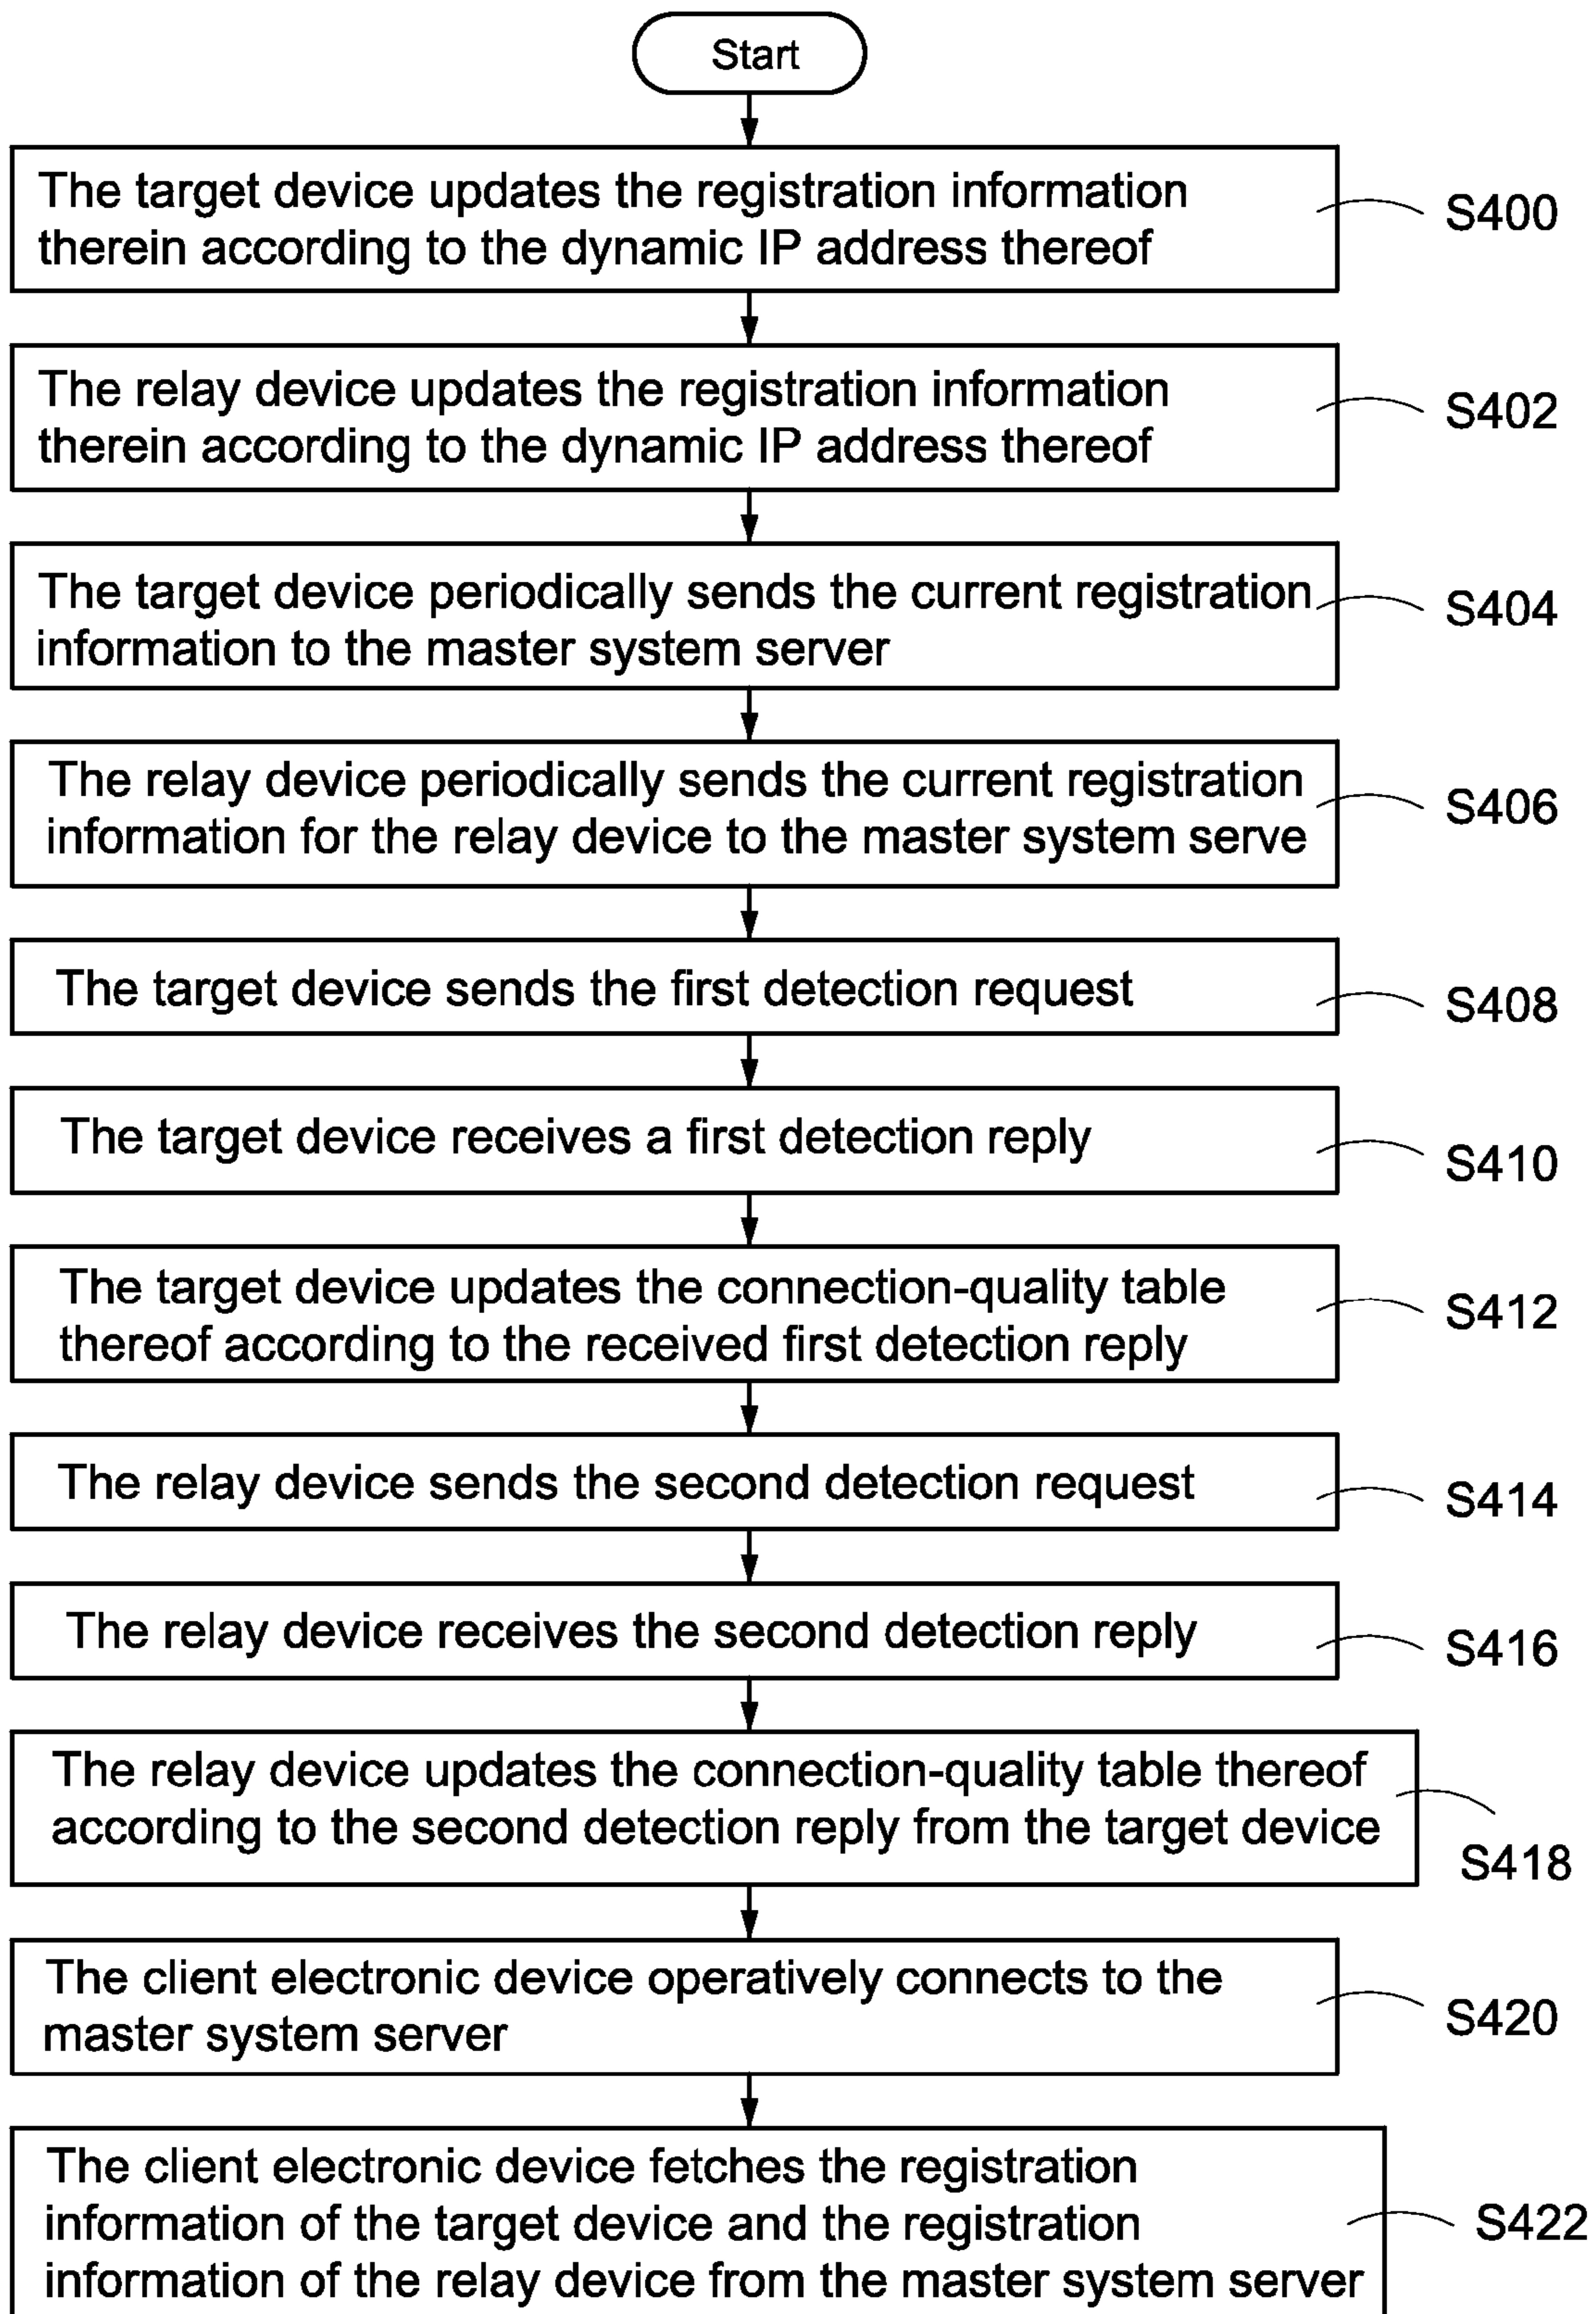 Start
The target device updates the registration information
therein according to the dynamic IP address thereof
S400
The relay device updates the registration information
therein according to the dynamic IP address thereof
S402
The target device periodically sends the current registration
information to the master system server
S404
The relay device periodically sends the current registration
information for the relay device to the master system serve
S406
The target device sends the first detection request
S408
The target device receives a first detection reply
S410
The target device updates the connection-quality table
thereof according to the received first detection reply
S412
The relay device sends the second detection request
S414
The relay device receives the second detection reply
S416
The relay device updates the connection-quality table thereof
according to the second detection reply from the target device
S418
The client electronic device operatively connects to the
master system server
S420
The client electronic device fetches the registration
information of the target device and the registration
information of the relay device from the master system server
S422